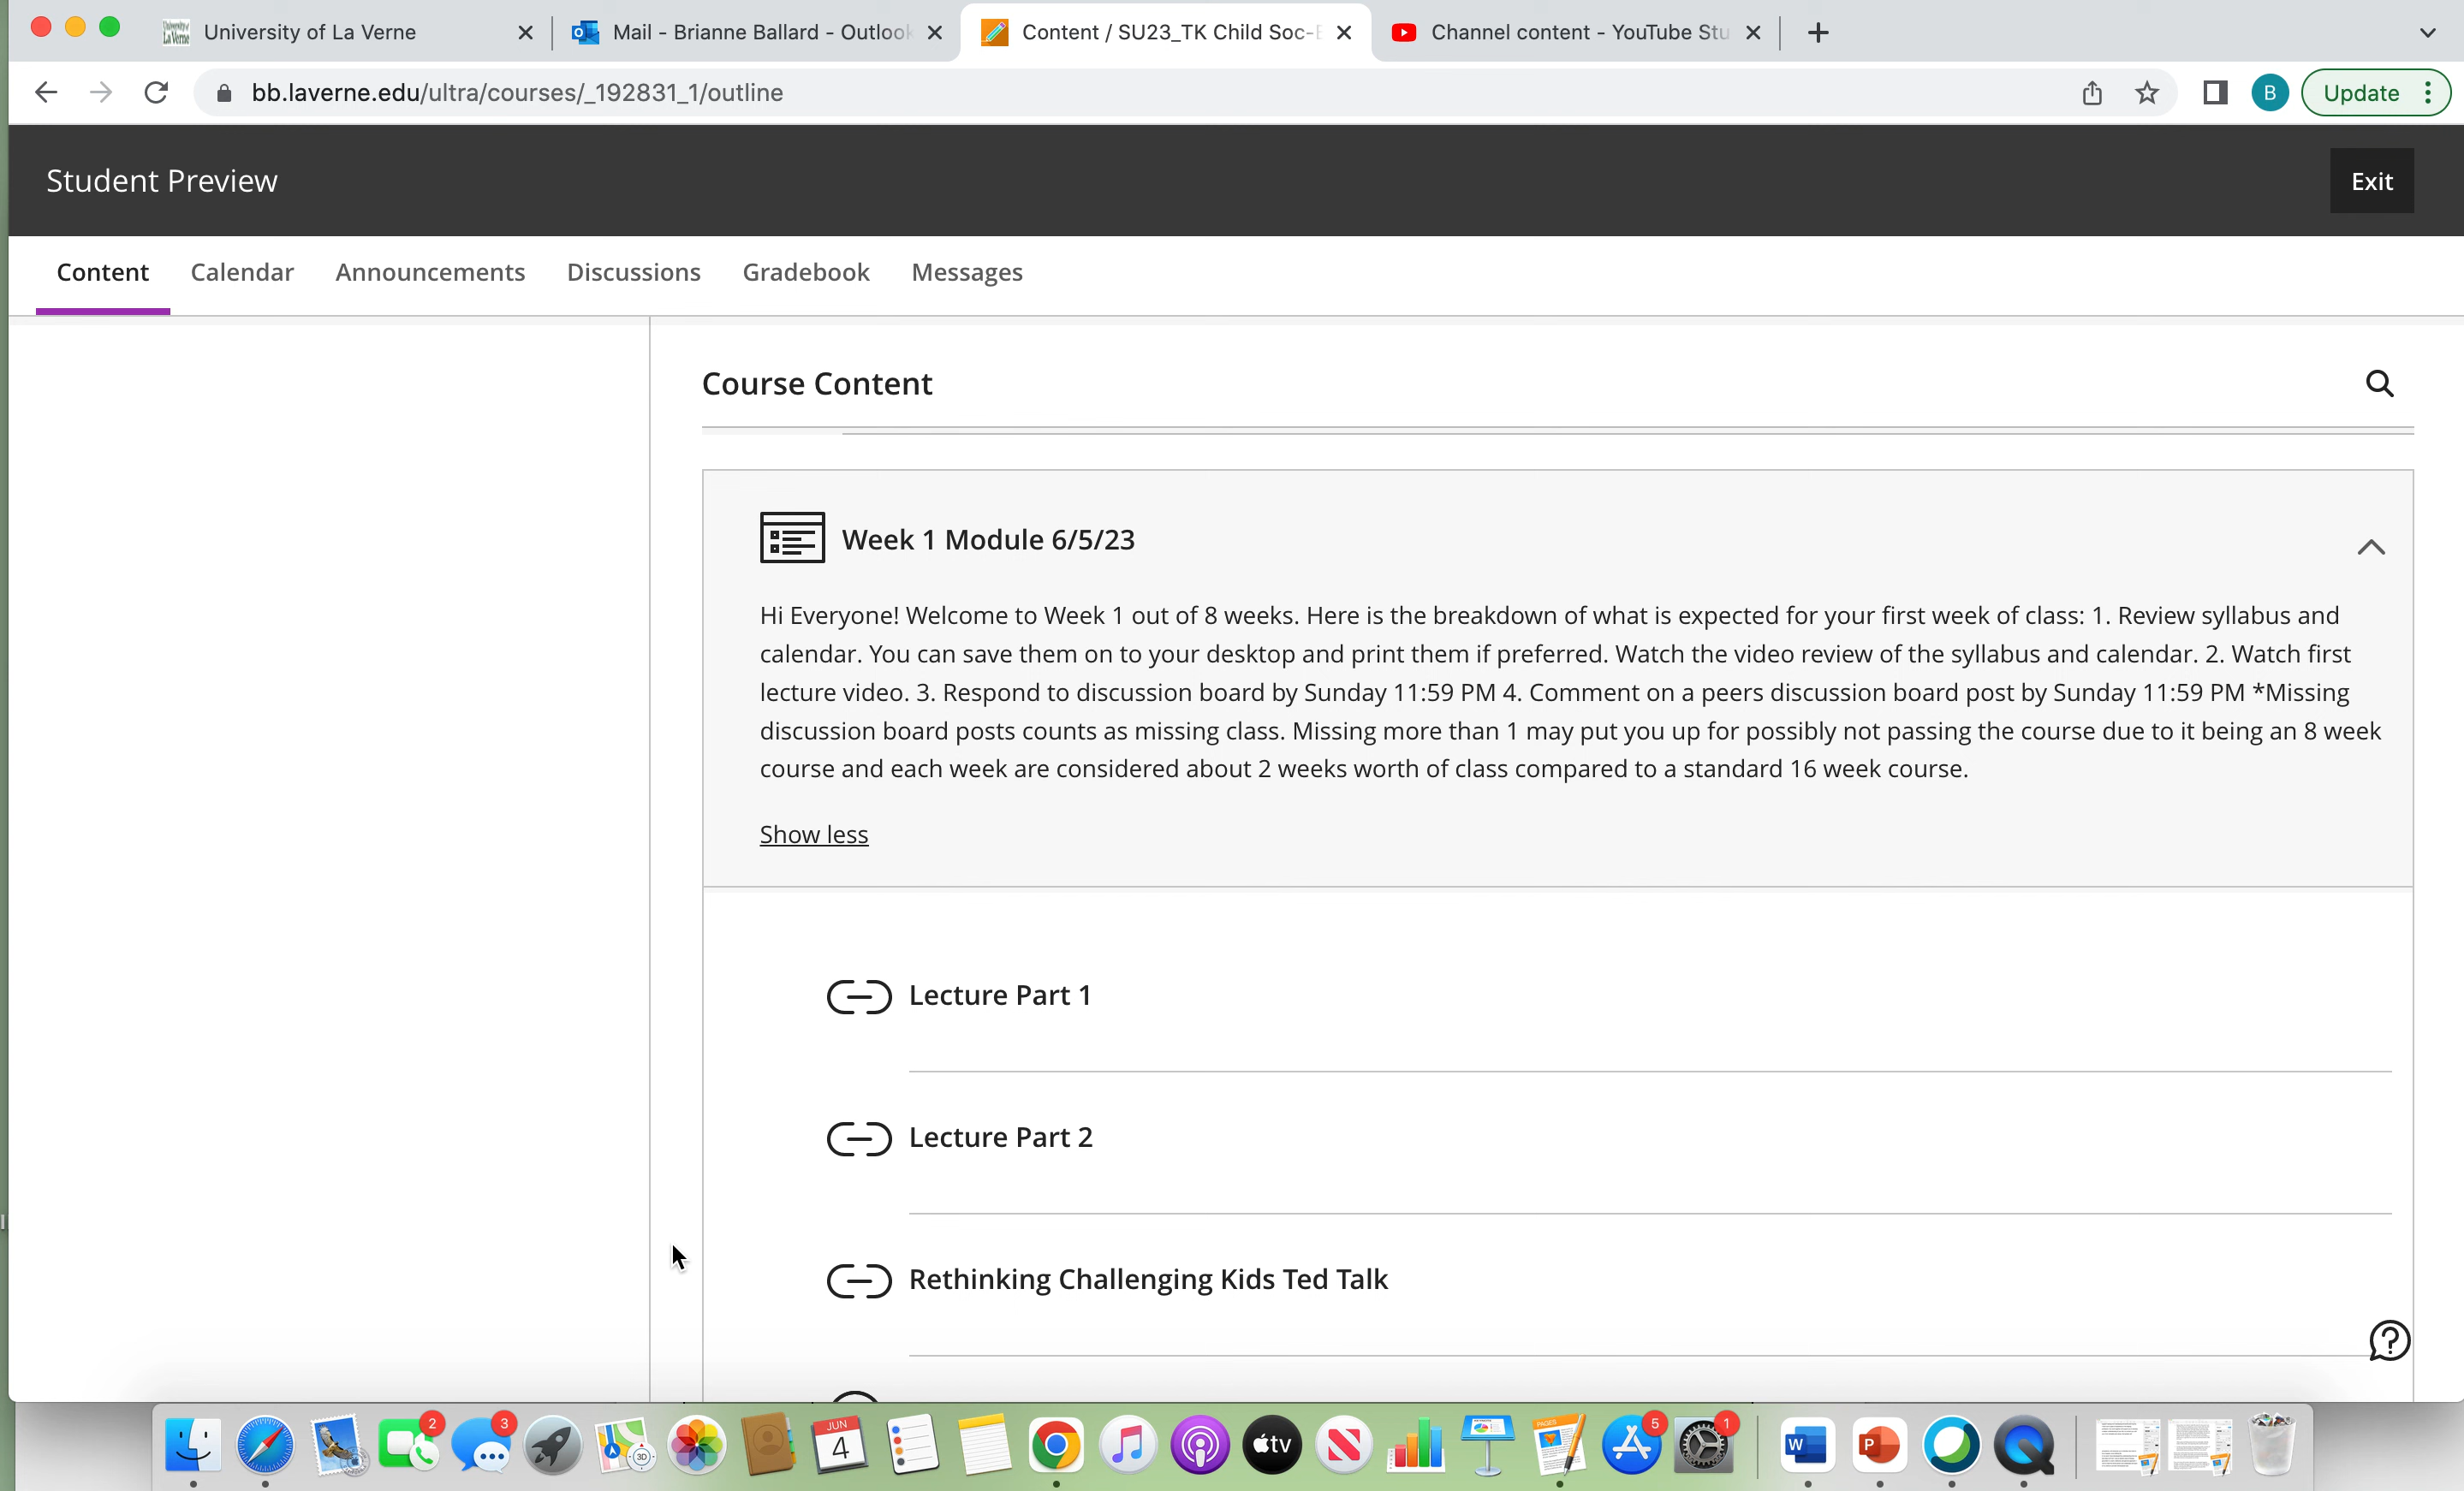 University of La Verne
Mail - Brianne Ballard - Outlook
Content / SU23_TK Child Soc-E
Channel content - YouTube Stu
bb.laverne.edu/ultra/courses/_192831_1/outline
B
Update
Student Preview
Exit
Content
Calendar
Announcements
Discussions
Gradebook
Messages
Course Content
Week 1 Module 6/5/23
Hi Everyone! Welcome to Week 1 out of 8 weeks. Here is the breakdown of what is expected for your first week of class: 1. Review syllabus and
calendar. You can save them on to your desktop and print them if preferred. Watch the video review of the syllabus and calendar. 2. Watch first
lecture video. 3. Respond to discussion board by Sunday 11:59 PM 4. Comment on a peers discussion board post by Sunday 11:59 PM *Missing
discussion board posts counts as missing class. Missing more than 1 may put you up for possibly not passing the course due to it being an 8 week
course and each week are considered about 2 weeks worth of class compared to a standard 16 week course.
Show less
Lecture Part 1
Lecture Part 2
Rethinking Challenging Kids Ted Talk
2
3
3D
JUN
4
tv
PAGES
5
1
W
P